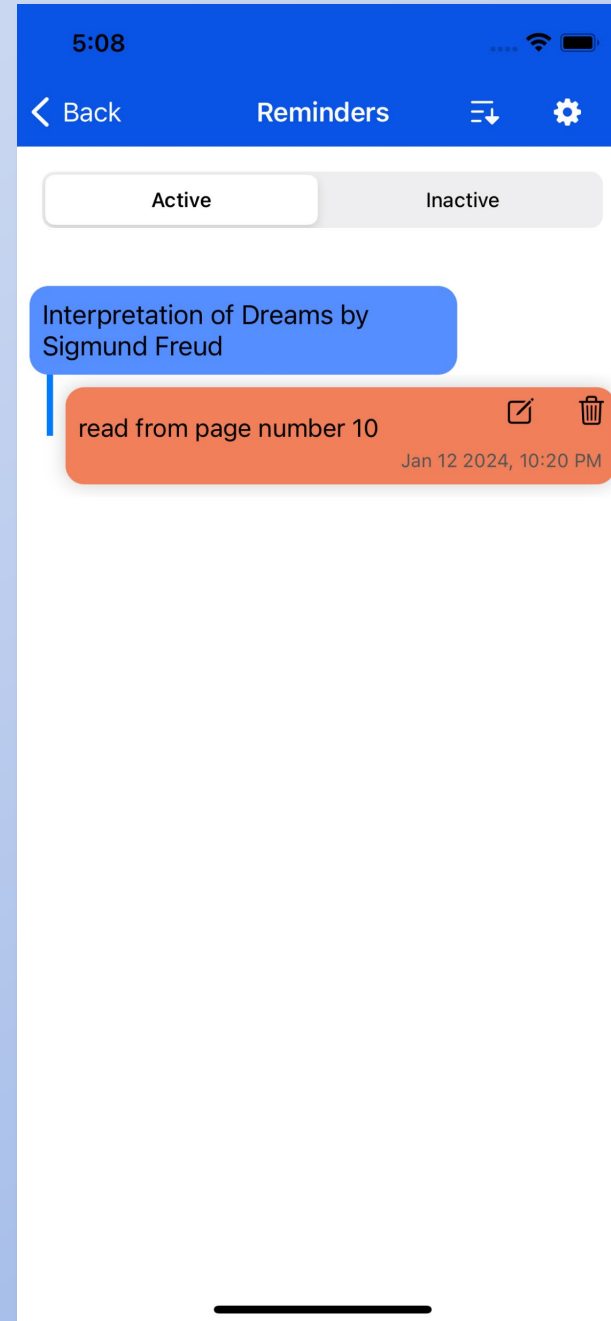 5:08
Back
Reminders
Active
Inactive
Interpretation of Dreams by
Sigmund Freud
read from page number 10
Jan 12 2024, 10:20 PM